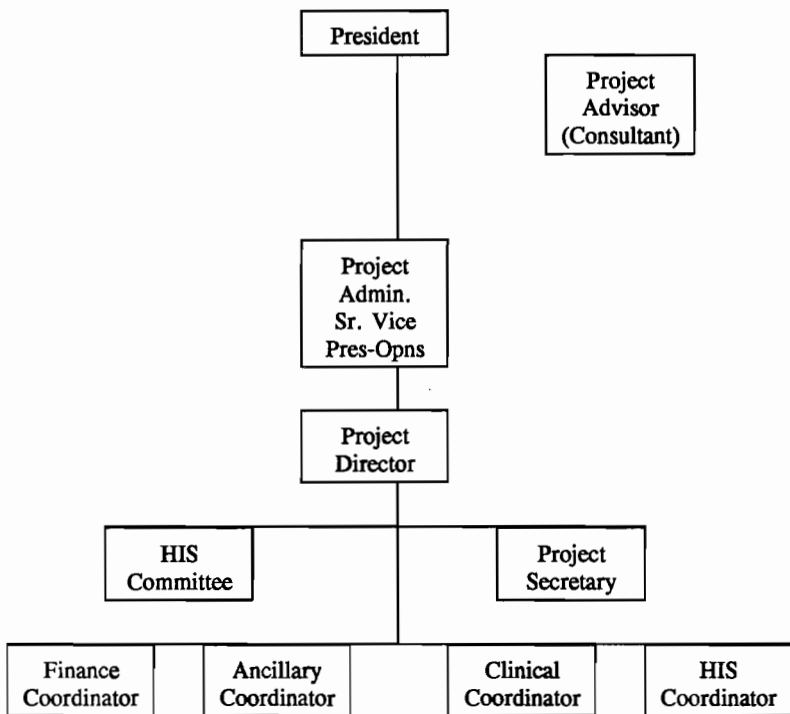 President
Project
Advisor
(Consultant)
Project
Admin.
Sr. Vice
Pres-Opns
Project
Director
HIS
Committee
Project
Secretary
Finance
Coordinator
Ancillary
Coordinator
Clinical
Coordinator
HIS
Coordinator